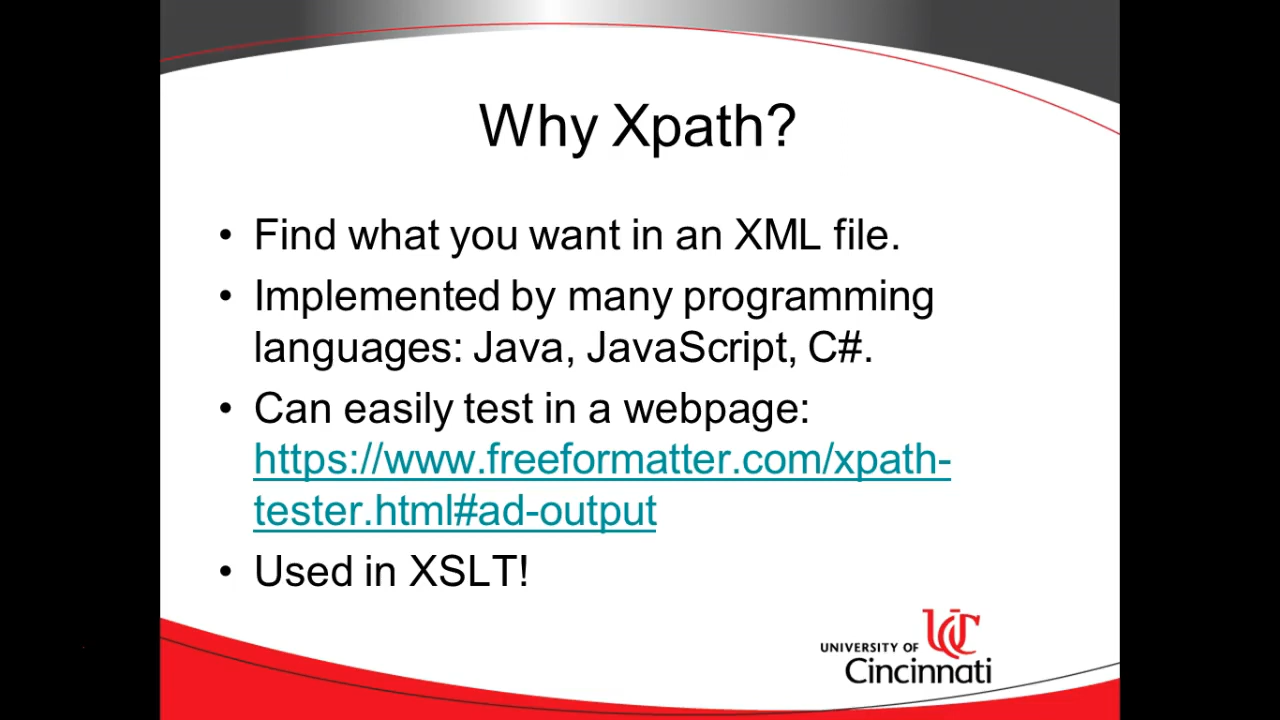 Why Xpath?
• Find what you want in an XML file.
• Implemented by many programming
languages: Java, JavaScript, C#.
• Can easily test in a webpage:
https://www.freeformatter.com/xpath-
tester.html#ad-output
• Used in XSLT!
UC
UNIVERSITY OF
Cincinnati